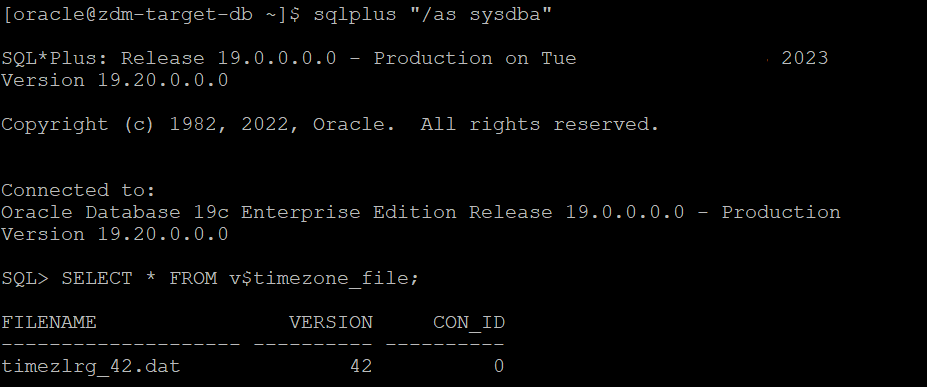 [oracle@zdm-target-db ~]$ sqlplus "/as sysdba"
SQL*Plus: Release 19.0.0.0.0 - Production on Tue 2023
Version 19.20.0.0.0
Copyright (c) 1982, 2022, Oracle.  All rights reserved.
Connected to:
Oracle Database 19c Enterprise Edition Release 19.0.0.0.0 - Production
Version 19.20.0.0.0
SQL> SELECT * FROM v$timezone_file;
FILENAME                VERSION     CON_ID
-------------------- ---------- ----------
timezlrg_42.dat              42          0